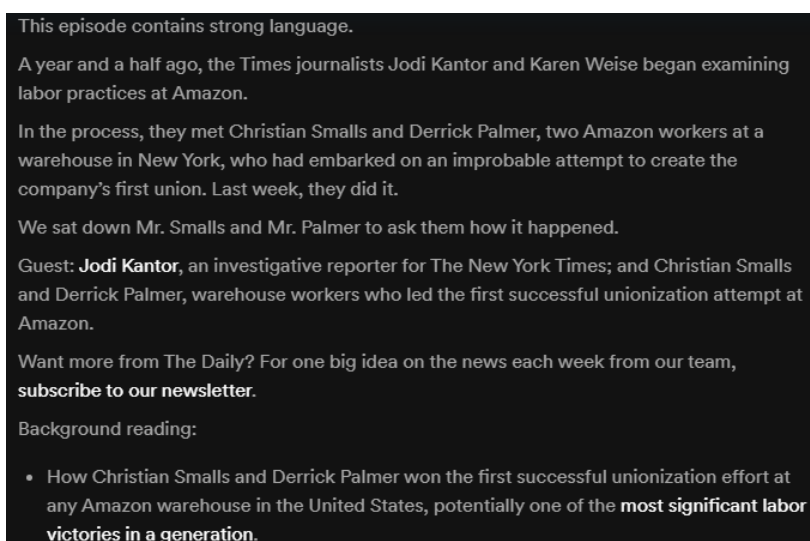 This episode contains strong language.
A year and a half ago, the Times journalists Jodi Kantor and Karen Weise began examining
labor practices at Amazon.
In the process, they met Christian Smalls and Derrick Palmer, two Amazon workers at a
warehouse in New York, who had embarked on an improbable attempt to create the
company's first union. Last week, they did it.
We sat down Mr. Smalls and Mr. Palmer to ask them how it happened.
Guest: Jodi Kantor, an investigative reporter for The New York Times; and Christian Smalls
and Derrick Palmer, warehouse workers who led the first successful unionization attempt at
Amazon.
Want more from The Daily? For one big idea on the news each week from our team,
subscribe to our newsletter.
Background reading:
• How Christian Smalls and Derrick Palmer won the first successful unionization effort at
any Amazon warehouse in the United States, potentially one of the most significant labor
victories in a generation.